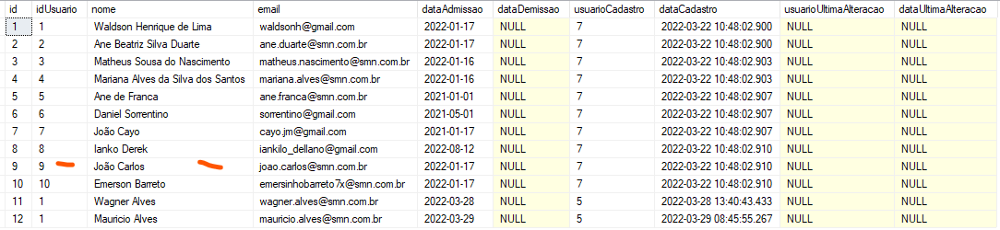 id idUsuario nome email dataAdmissao dataDemissao usuarioCadastro dataCadastro usuarioUltimaAlteracao dataUltimaAlteracao
1 1 Waldson Henrique de Lima waldsonh@gmail.com 2022-01-17 NULL 7 2022-03-22 10:48:02.900 NULL NULL
2 2 Ane Beatriz Silva Duarte ane.duarte@smn.com.br 2022-01-17 NULL 7 2022-03-22 10:48:02.900 NULL NULL
3 3 Matheus Sousa do Nascimento matheus.nascimento@smn.com.br 2022-01-16 NULL 7 2022-03-22 10:48:02.903 NULL NULL
4 4 Mariana Alves da Silva dos Santos mariana.alves@smn.com.br 2022-01-16 NULL 7 2022-03-22 10:48:02.903 NULL NULL
5 5 Ane de Franca ane.franca@smn.com.br 2021-01-01 NULL 7 2022-03-22 10:48:02.907 NULL NULL
6 6 Daniel Sorrentino sorrentino@gmail.com 2021-05-01 NULL 7 2022-03-22 10:48:02.907 NULL NULL
7 7 João Cayo cayo.jm@gmail.com 2021-01-17 NULL 7 2022-03-22 10:48:02.907 NULL NULL
8 8 Ianko Derek iankilo_dellano@gmail.com 2022-08-12 NULL 7 2022-03-22 10:48:02.910 NULL NULL
9 9 João Carlos joao.carlos@smn.com.br 2022-01-17 NULL 7 2022-03-22 10:48:02.910 NULL NULL
10 10 Emerson Barreto emersinhobarreto7x@smn.com.br 2022-01-17 NULL 7 2022-03-22 10:48:02.910 NULL NULL
11 1 Wagner Alves wagner.alves@smn.com.br 2022-03-28 NULL 5 2022-03-28 13:40:43.433 NULL NULL
12 1 Mauricio Alves mauricio.alves@smn.com.br 2022-03-29 NULL 5 2022-03-29 08:45:55.267 NULL NULL